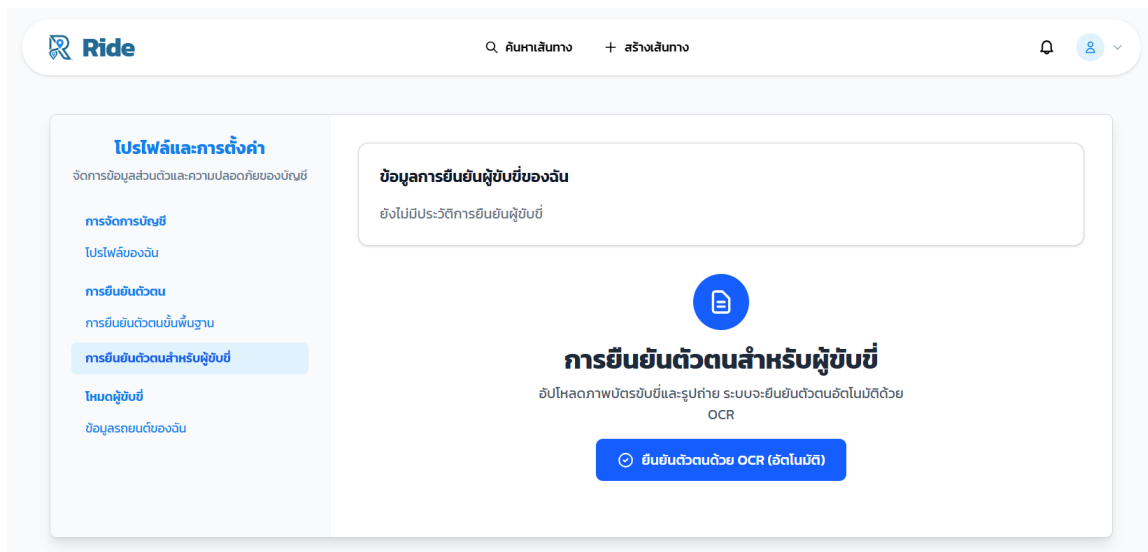 Ride
ค้นหาเส้นทาง
สร้างเส้นทาง
โปรไฟล์และการตั้งค่า
จัดการข้อมูลส่วนตัวและความปลอดภัยของบัญชี
การจัดการบัญชี
โปรไฟล์ของฉัน
การยืนยันตัวตน
การยืนยันตัวตนขั้นพื้นฐาน
การยืนยันตัวตนสำหรับผู้ขับขี่
โหมดผู้ขับขี่
ข้อมูลรถยนต์ของฉัน
ข้อมูลการยืนยันผู้ขับขี่ของฉัน
ยังไม่มีประวัติการยืนยันผู้ขับขี่
การยืนยันตัวตนสำหรับผู้ขับขี่
อัปโหลดภาพบัตรขับขี่และรูปถ่าย ระบบจะยืนยันตัวตนอัตโนมัติด้วย
OCR
ยืนยันตัวตนด้วย OCR (อัตโนมัติ)